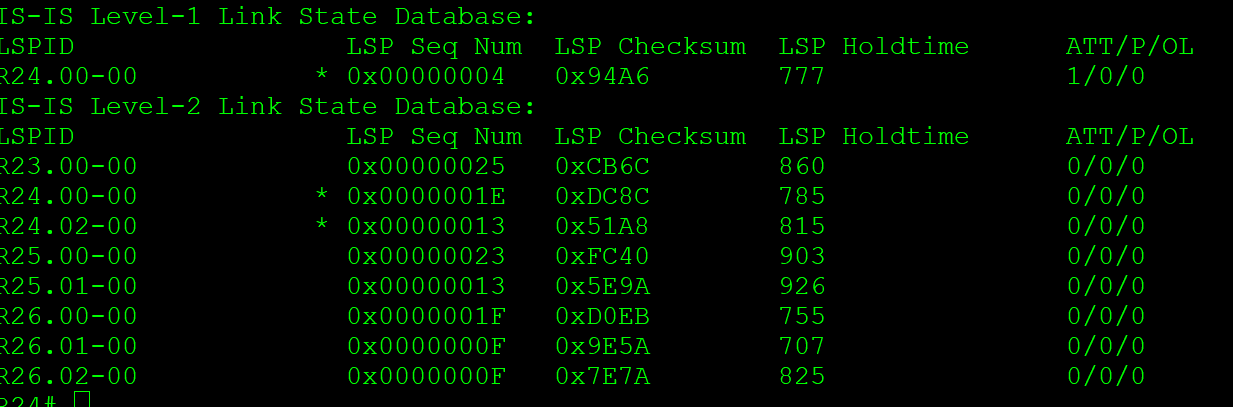 IS-IS Level-1 Link State Database:
LSPID                 LSP Seq Num  LSP Checksum  LSP Holdtime      ATT/P/OL
R24.00-00           * 0x00000004   0x94A6        777               1/0/0
IS-IS Level-2 Link State Database:
LSPID                 LSP Seq Num  LSP Checksum  LSP Holdtime      ATT/P/OL
R23.00-00             0x00000025   0xCB6C        860               0/0/0
R24.00-00           * 0x0000001E   0xDC8C        785               0/0/0
R24.02-00           * 0x00000013   0x51A8        815               0/0/0
R25.00-00             0x00000023   0xFC40        903               0/0/0
R25.01-00             0x00000013   0x5E9A        926               0/0/0
R26.00-00             0x0000001F   0xD0EB        755               0/0/0
R26.01-00             0x0000000F   0x9E5A        707               0/0/0
R26.02-00             0x0000000F   0x7E7A        825               0/0/0
R24#